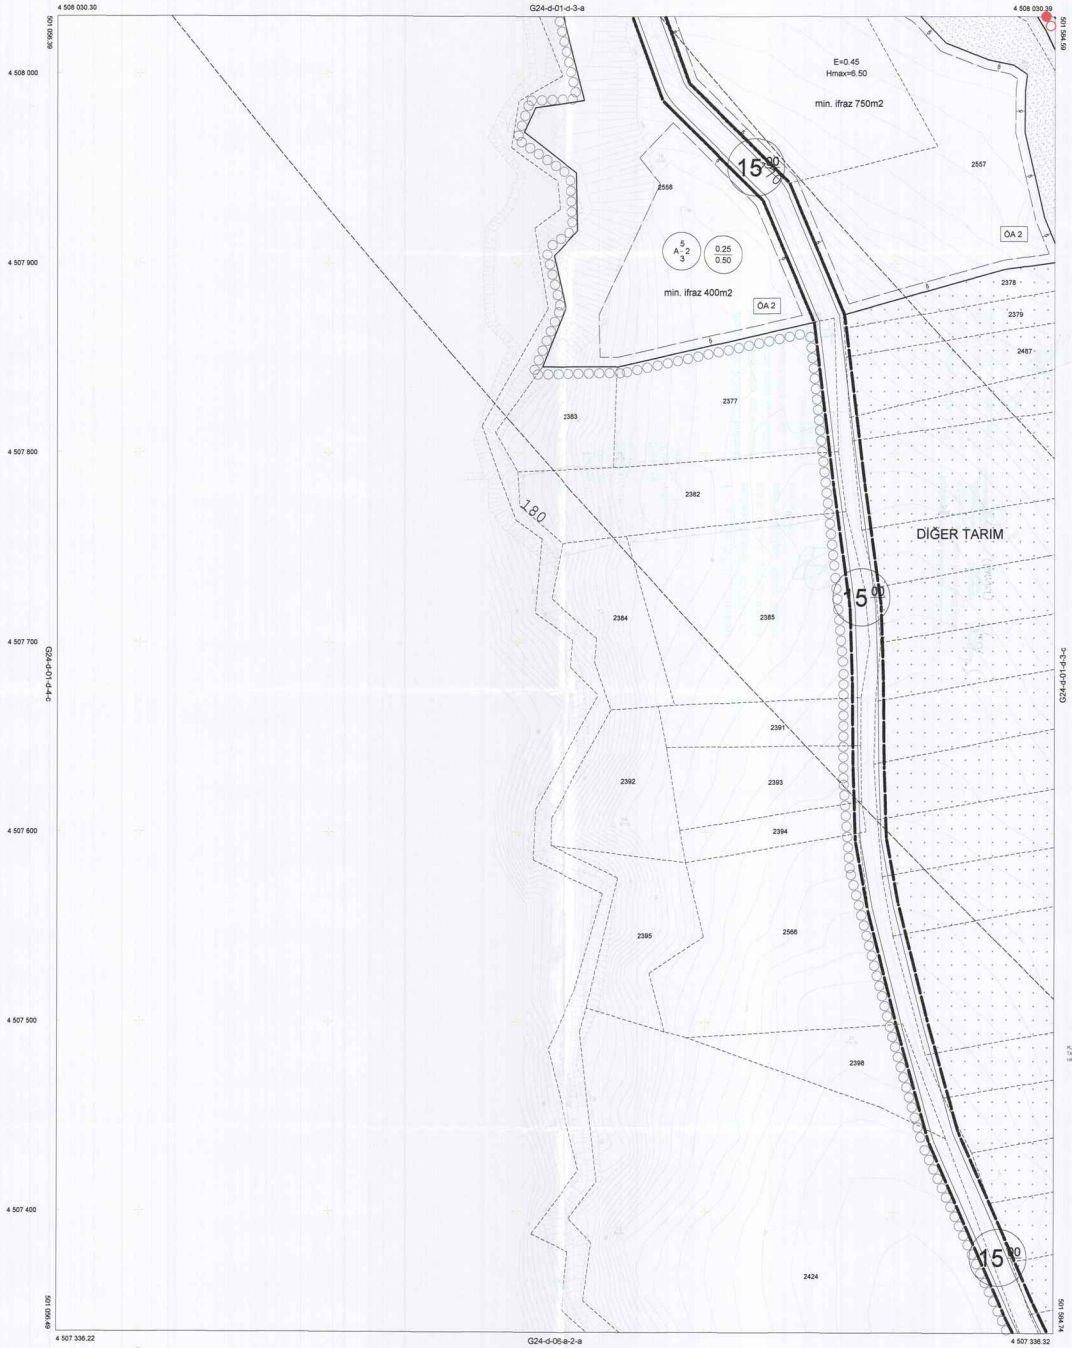 4 508 030.30
G24-d-01-d-3-a
4 508 030.39
501 056.39
501 584.59
4 508 000
E=0.45
Hmax=6.50
min. ifraz 750m2
15.00
2557
2558
ÖA 2
4 507 900
5
A-2
3
0.25
0.50
min. ifraz 400m2
ÖA 2
2378
2379
2487
2377
2383
4 507 800
2382
180
DİĞER TARIM
15.00
2384
2385
4 507 700
G24-d-01-d-4-c
G24-d-01-d-3-c
2391
2392
2393
4 507 600
2394
2395
2566
4 507 500
2398
4 507 400
15.00
2424
501 056.49
501 584.74
4 507 336.22
G24-d-06-a-2-a
4 507 336.32